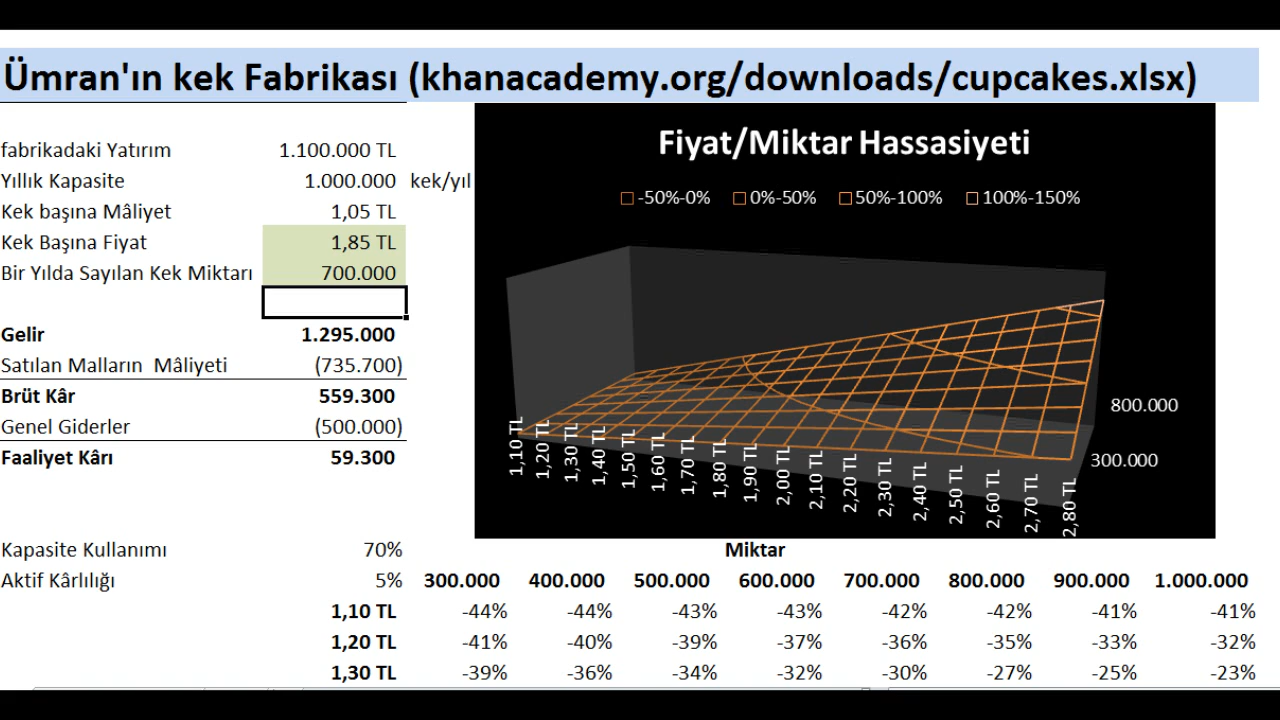 Ümran'ın kek Fabrikası (khanacademy.org/downloads/cupcakes.xlsx)
fabrikadaki Yatırım 1.100.000 TL
Yıllık Kapasite 1.000.000 kek/yıl
Kek başına Mâliyet 1,05 TL
Kek Başına Fiyat 1,85 TL
Bir Yılda Sayılan Kek Miktarı 700.000
Gelir 1.295.000
Satılan Malların Mâliyeti (735.700)
Brüt Kâr 559.300
Genel Giderler (500.000)
Faaliyet Kârı 59.300
Fiyat/Miktar Hassasiyeti
-50%-0% 0%-50% 50%-100% 100%-150%
800.000
300.000
1,10 TL 1,20 TL 1,30 TL 1,40 TL 1,50 TL 1,60 TL 1,70 TL 1,80 TL 1,90 TL 2,00 TL 2,10 TL 2,20 TL 2,30 TL 2,40 TL 2,50 TL 2,60 TL 2,70 TL 2,80 TL
Kapasite Kullanımı 70% Miktar
Aktif Kârlılığı 5% 300.000 400.000 500.000 600.000 700.000 800.000 900.000 1.000.000
1,10 TL -44% -44% -43% -43% -42% -42% -41% -41%
1,20 TL -41% -40% -39% -37% -36% -35% -33% -32%
1,30 TL -39% -36% -34% -32% -30% -27% -25% -23%